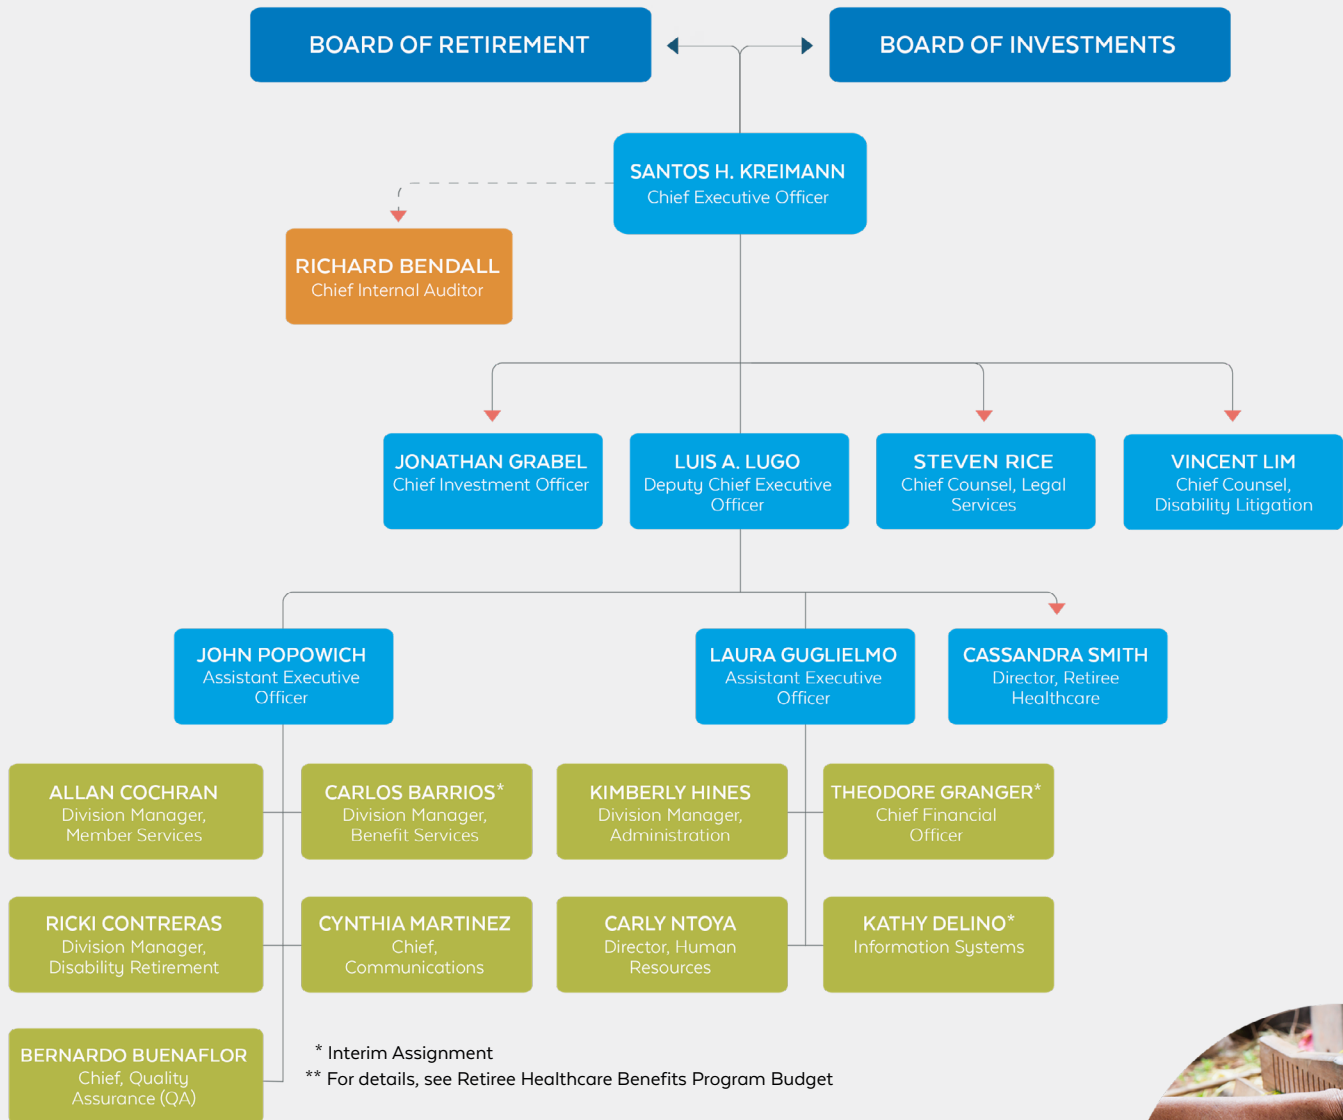 BOARD OF RETIREMENT
BOARD OF INVESTMENTS
SANTOS H. KREIMANN
Chief Executive Officer
RICHARD BENDALL
Chief Internal Auditor
JONATHAN GRABEL
Chief Investment Officer
LUIS A. LUGO
Deputy Chief Executive
Officer
STEVEN RICE
Chief Counsel, Legal
Services
VINCENT LIM
Chief Counsel,
Disability Litigation
JOHN POPOWICH
Assistant Executive
Officer
LAURA GUGLIELMO
Assistant Executive
Officer
CASSANDRA SMITH
Director, Retiree
Healthcare
ALLAN COCHRAN
Division Manager,
Member Services
CARLOS BARRIOS*
Division Manager,
Benefit Services
KIMBERLY HINES
Division Manager,
Administration
THEODORE GRANGER*
Chief Financial
Officer
RICKI CONTRERAS
Division Manager,
Disability Retirement
CYNTHIA MARTINEZ
Chief,
Communications
CARLY NTOYA
Director, Human
Resources
KATHY DELINO*
Information Systems
BERNARDO BUENAFLOR
Chief, Quality
Assurance (QA)
* Interim Assignment
** For details, see Retiree Healthcare Benefits Program Budget